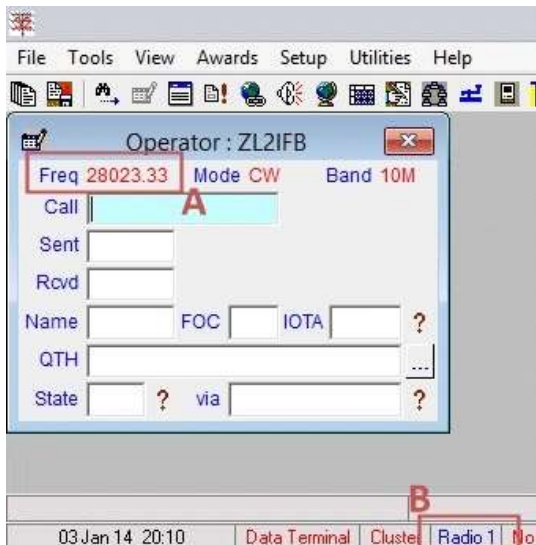 File Tools View Awards Setup Utilities Help
Operator : ZL2IFB
Freq 28023.33 Mode CW Band 10M
Call A
Sent
Rcvd
Name FOC IOTA ?
QTH ...
State ? via ?
B
03 Jan 14 20:10 Data Terminal Cluster Radio 1 No